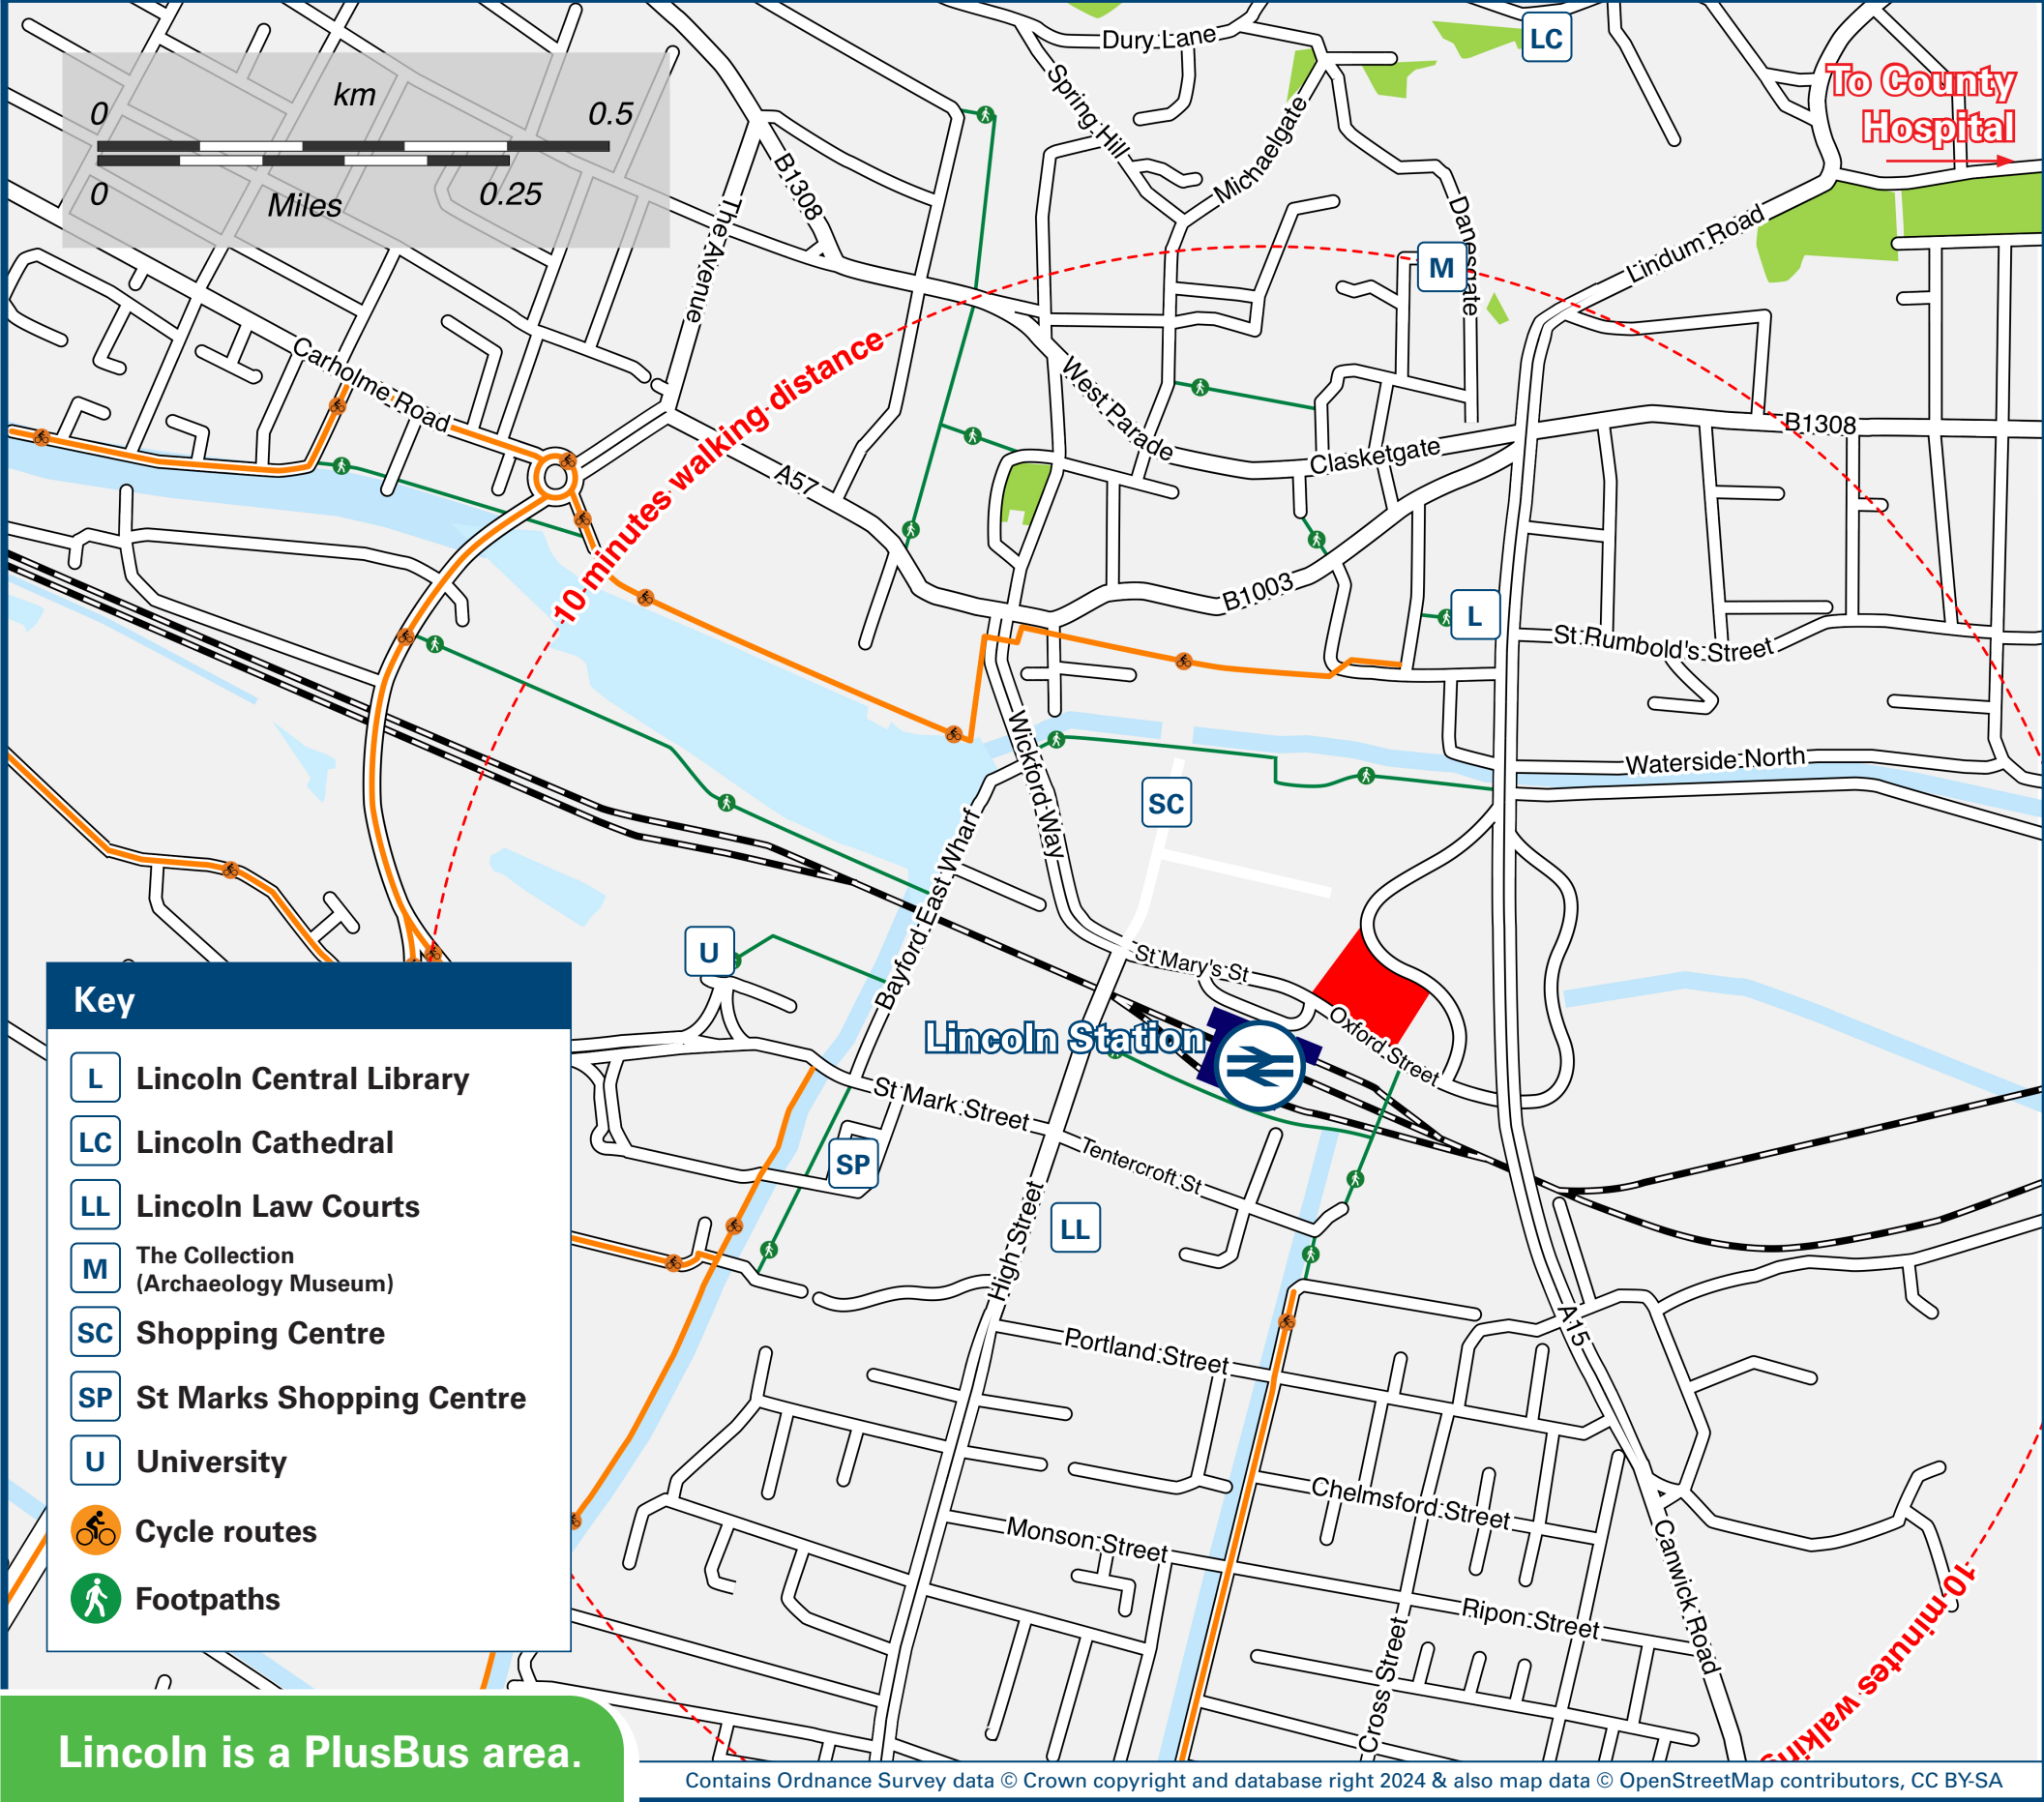 Dury Lane
LC
To County
Hospital
km
0
0.5
0
0.25
Miles
Spring Hill
Michaelgate
B1308
The Avenue
Danesgate
M
Lindum Road
Carholme Road
10 minutes walking distance
West Parade
A57
Clasketgate
B1308
B1003
L
St Rumbold's Street
Wickford Way
Waterside North
SC
Bayford East Wharf
U
St Mary's St
Lincoln Station
Oxford Street
St Mark Street
Tentercroft St
SP
LL
High Street
A15
Portland Street
Chelmsford Street
Monson Street
Canwick Road
Ripon Street
Cross Street
10 minutes walking
Key
L Lincoln Central Library
LC Lincoln Cathedral
LL Lincoln Law Courts
M The Collection
(Archaeology Museum)
SC Shopping Centre
SP St Marks Shopping Centre
U University
Cycle routes
Footpaths
Lincoln is a PlusBus area.
Contains Ordnance Survey data © Crown copyright and database right 2024 & also map data © OpenStreetMap contributors, CC BY-SA